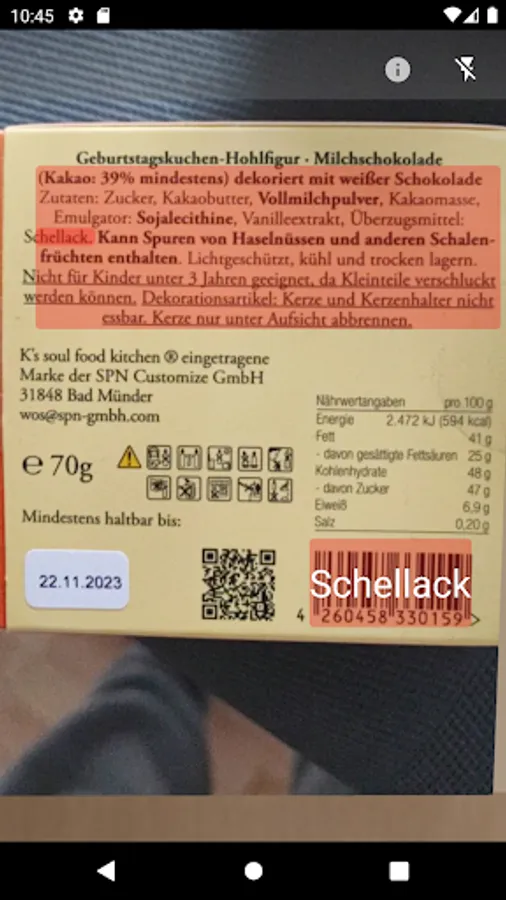 10:45
Geburtstagskuchen-Hohlfigur · Milchschokolade
(Kakao: 39% mindestens) dekoriert mit weißer Schokolade
Zutaten: Zucker, Kakaobutter, Vollmilchpulver, Kakaomasse,
Emulgator: Sojalecithine, Vanilleextrakt, Überzugsmittel:
Schellack. Kann Spuren von Haselnüssen und anderen Schalen-
früchten enthalten. Lichtgeschützt, kühl und trocken lagern.
Nicht für Kinder unter 3 Jahren geeignet, da Kleinteile verschluckt
werden können. Dekorationsartikel: Kerze und Kerzenhalter nicht
essbar. Kerze nur unter Aufsicht abbrennen.
K's soul food kitchen ® eingetragene
Marke der SPN Customize GmbH
31848 Bad Münder
wos@spn-gmbh.com
℮ 70g
Mindestens haltbar bis:
22.11.2023
Nährwertangaben pro 100 g
Energie 2.472 kJ (594 kcal)
Fett 41 g
- davon gesättigte Fettsäuren 25 g
Kohlenhydrate 48 g
- davon Zucker 47 g
Eiweiß 6,9 g
Salz 0,20 g
Schellack
4 260458 330159 >